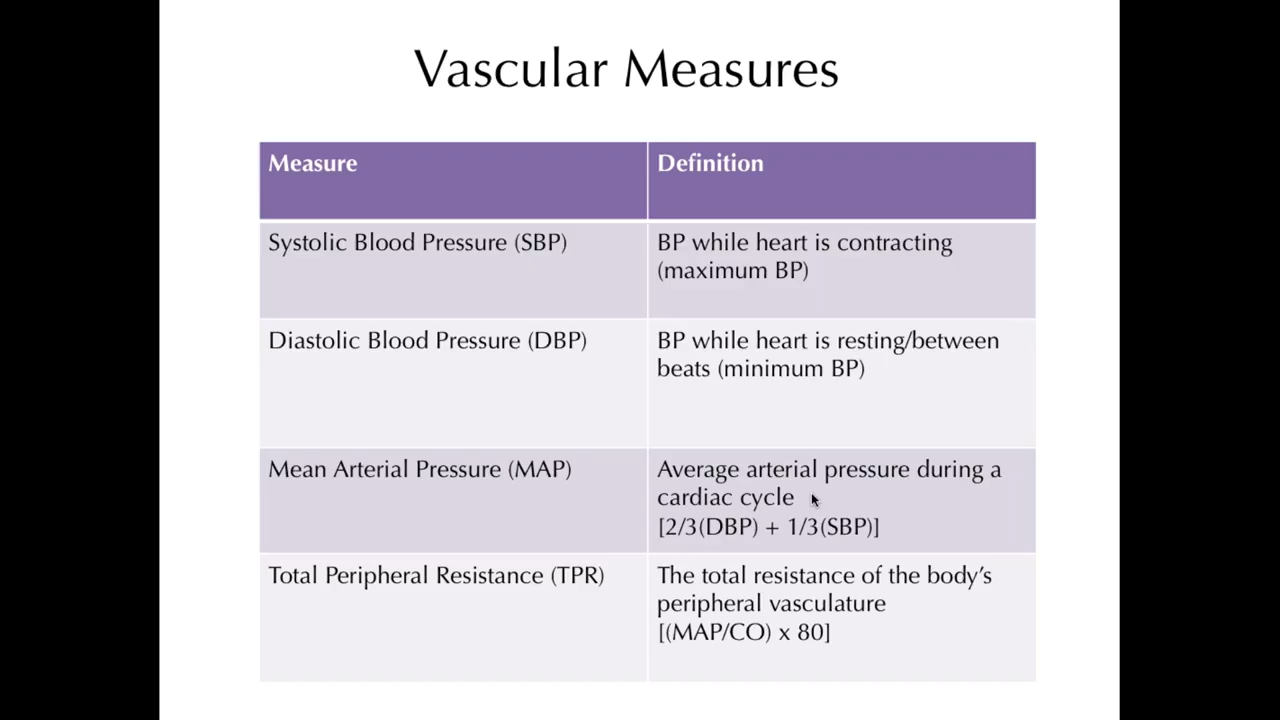 Vascular Measures
Measure
Definition
Systolic Blood Pressure (SBP)
BP while heart is contracting
(maximum BP)
Diastolic Blood Pressure (DBP)
BP while heart is resting/between
beats (minimum BP)
Mean Arterial Pressure (MAP)
Average arterial pressure during a
cardiac cycle
[2/3(DBP) + 1/3(SBP)]
Total Peripheral Resistance (TPR)
The total resistance of the body’s
peripheral vasculature
[(MAP/CO) x 80]